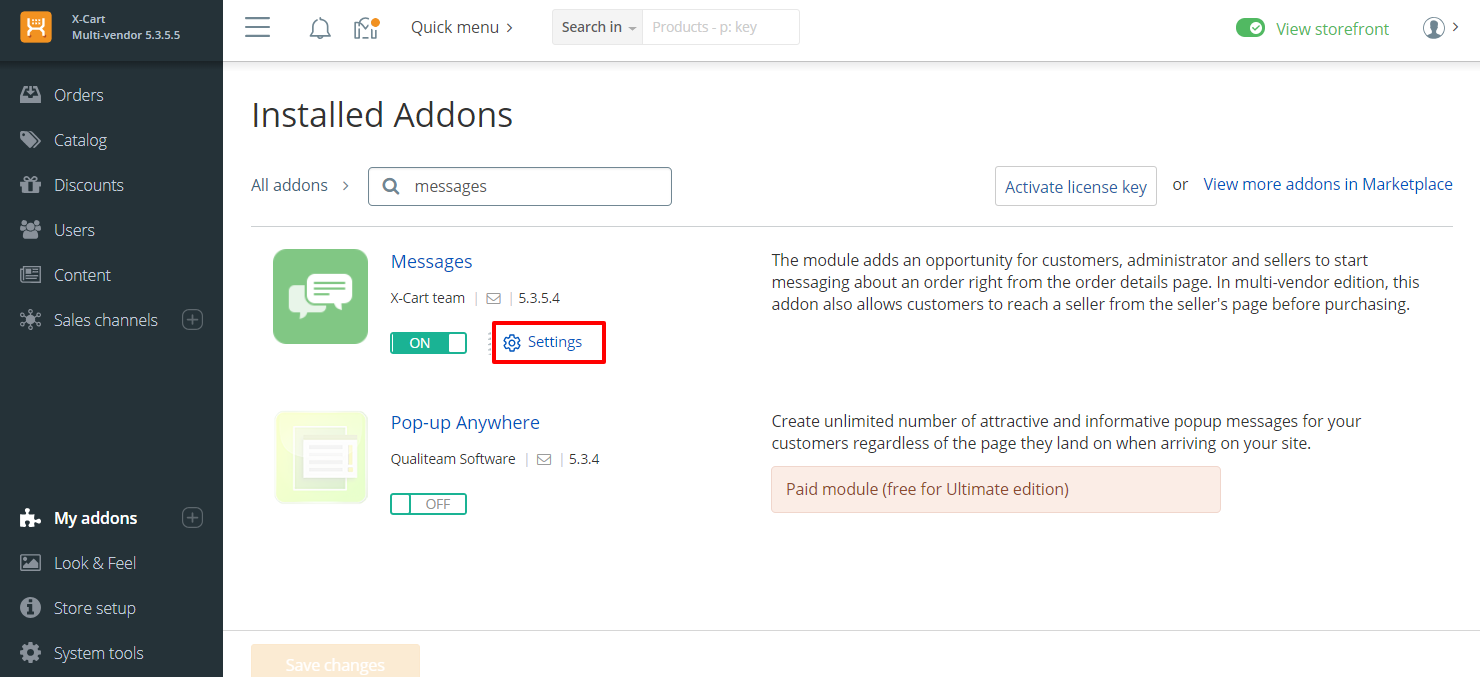 X-Cart
Multi-vendor 5.3.5.5
Quick menu
Search in
Products - p: key
View storefront
Orders
Catalog
Discounts
Users
Content
Sales channels
My addons
Look & Feel
Store setup
System tools
Installed Addons
All addons
messages
Activate license key
or
View more addons in Marketplace
Messages
X-Cart team | | 5.3.5.4
ON
Settings
The module adds an opportunity for customers, administrator and sellers to start
messaging about an order right from the order details page. In multi-vendor edition, this
addon also allows customers to reach a seller from the seller's page before purchasing.
Pop-up Anywhere
Qualiteam Software | | 5.3.4
OFF
Create unlimited number of attractive and informative popup messages for your
customers regardless of the page they land on when arriving on your site.
Paid module (free for Ultimate edition)
Save changes